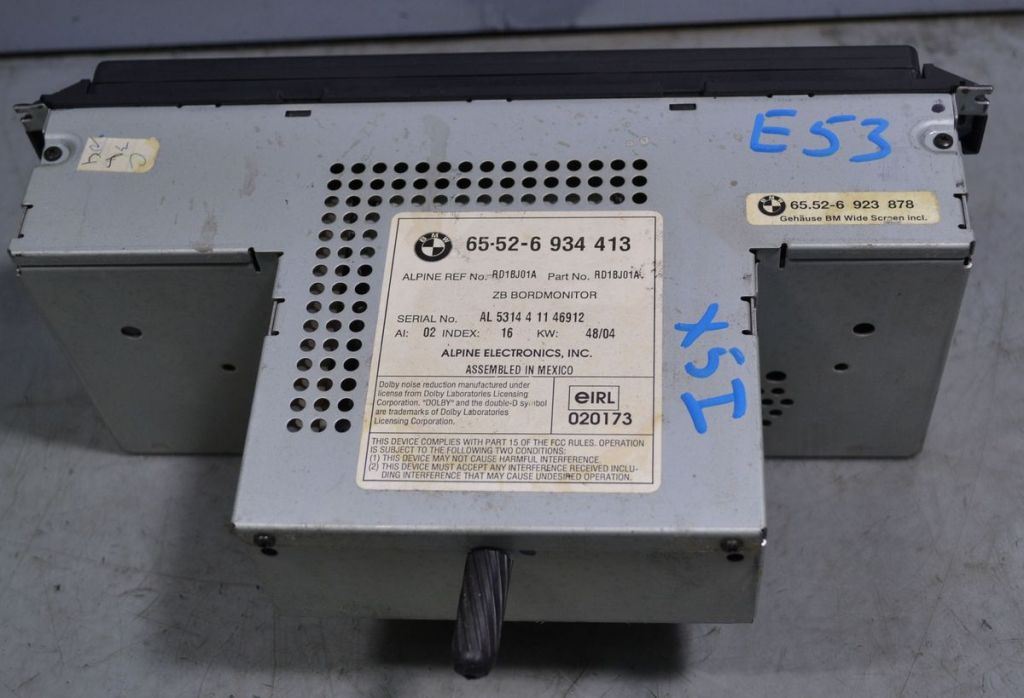 E53
65.52-6 923 878
Gehäuse BM Wide Screen incl.
BMW
65-52-6 934 413
ALPINE REF No. RD1BJ01A Part No. RD1BJ01A
ZB BORDMONITOR
SERIAL No. AL 5314 4 11 46912
AI: 02 INDEX: 16 KW: 48/04
ALPINE ELECTRONICS, INC.
ASSEMBLED IN MEXICO
Dolby noise reduction manufactured under
license from Dolby Laboratories Licensing
Corporation. "DOLBY" and the double-D symbol
are trademarks of Dolby Laboratories
Licensing Corporation.
eIRL
020173
THIS DEVICE COMPLIES WITH PART 15 OF THE FCC RULES. OPERATION
IS SUBJECT TO THE FOLLOWING TWO CONDITIONS:
(1) THIS DEVICE MAY NOT CAUSE HARMFUL INTERFERENCE.
(2) THIS DEVICE MUST ACCEPT ANY INTERFERENCE RECEIVED INCLU-
DING INTERFERENCE THAT MAY CAUSE UNDESIRED OPERATION.
X5I